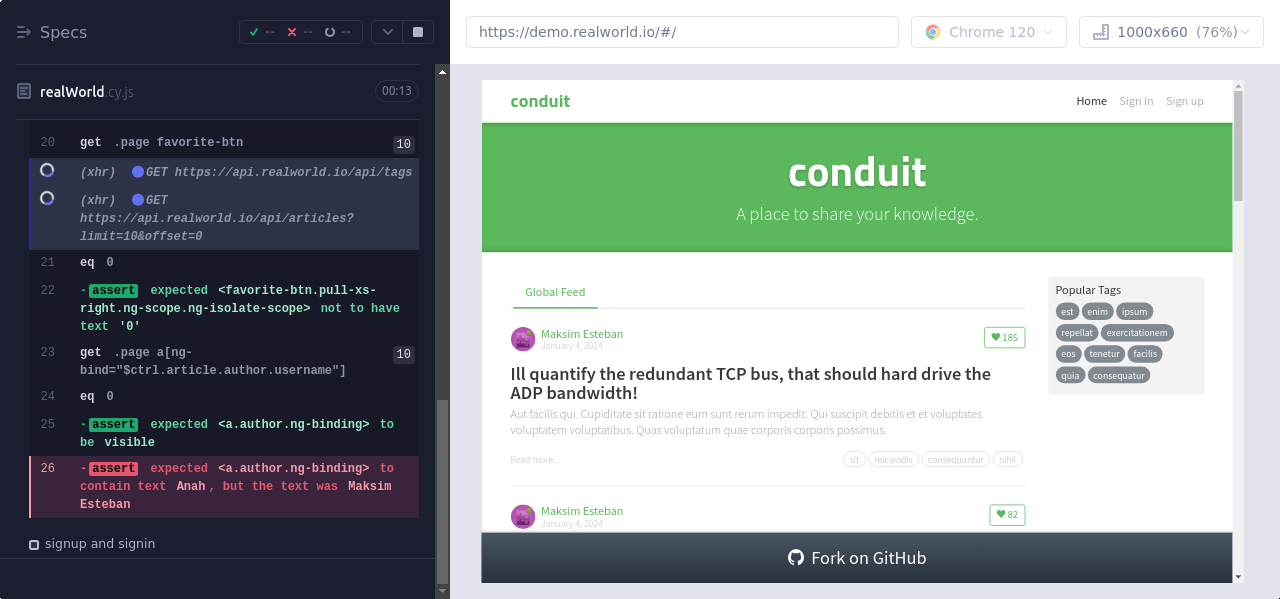 Specs
-- -- --
realWorld.cy.js 00:13
20 get .page favorite-btn 10
(xhr) GET https://api.realworld.io/api/tags
(xhr) GET
https://api.realworld.io/api/articles?
limit=10&offset=0
21 eq 0
22 -assert expected <favorite-btn.pull-xs-
right.ng-scope.ng-isolate-scope> not to have
text '0'
23 get .page a[ng-
bind="$ctrl.article.author.username"] 10
24 eq 0
25 -assert expected <a.author.ng-binding> to
be visible
26 -assert expected <a.author.ng-binding> to
contain text Anah, but the text was Maksim
Esteban
signup and signin
https://demo.realworld.io/#/
Chrome 120
1000x660 (76%)
conduit
Home Sign in Sign up
conduit
A place to share your knowledge.
Global Feed
Maksim Esteban
January 4, 2024
185
Ill quantify the redundant TCP bus, that should hard drive the
ADP bandwidth!
Aut facilis qui. Cupiditate sit ratione eum sunt rerum impedit. Qui suscipit debitis et et voluptates
voluptatem voluptatibus. Quas voluptatum quae corporis corporis possimus.
Read more...
sit reiciendis consequuntur nihil
Maksim Esteban
January 4, 2024
82
Popular Tags
est enim ipsum
repellat exercitationem
eos tenetur facilis
quia consequatur
Fork on GitHub